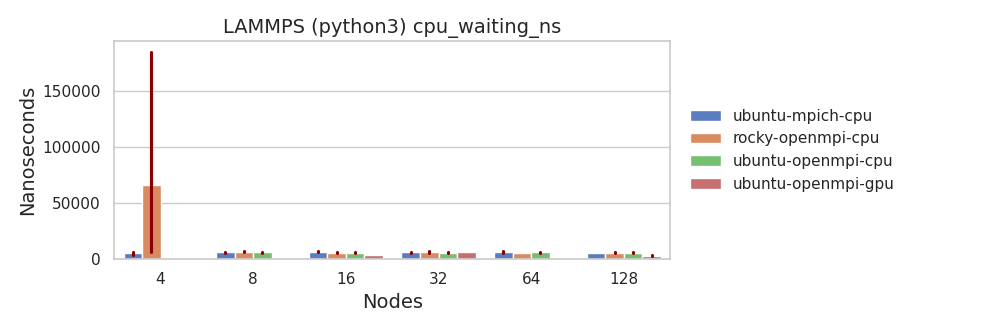 LAMMPS (python3) cpu_waiting_ns
Nanoseconds
150000
100000
50000
0
4 8 16 32 64 128
Nodes
ubuntu-mpich-cpu
rocky-openmpi-cpu
ubuntu-openmpi-cpu
ubuntu-openmpi-gpu